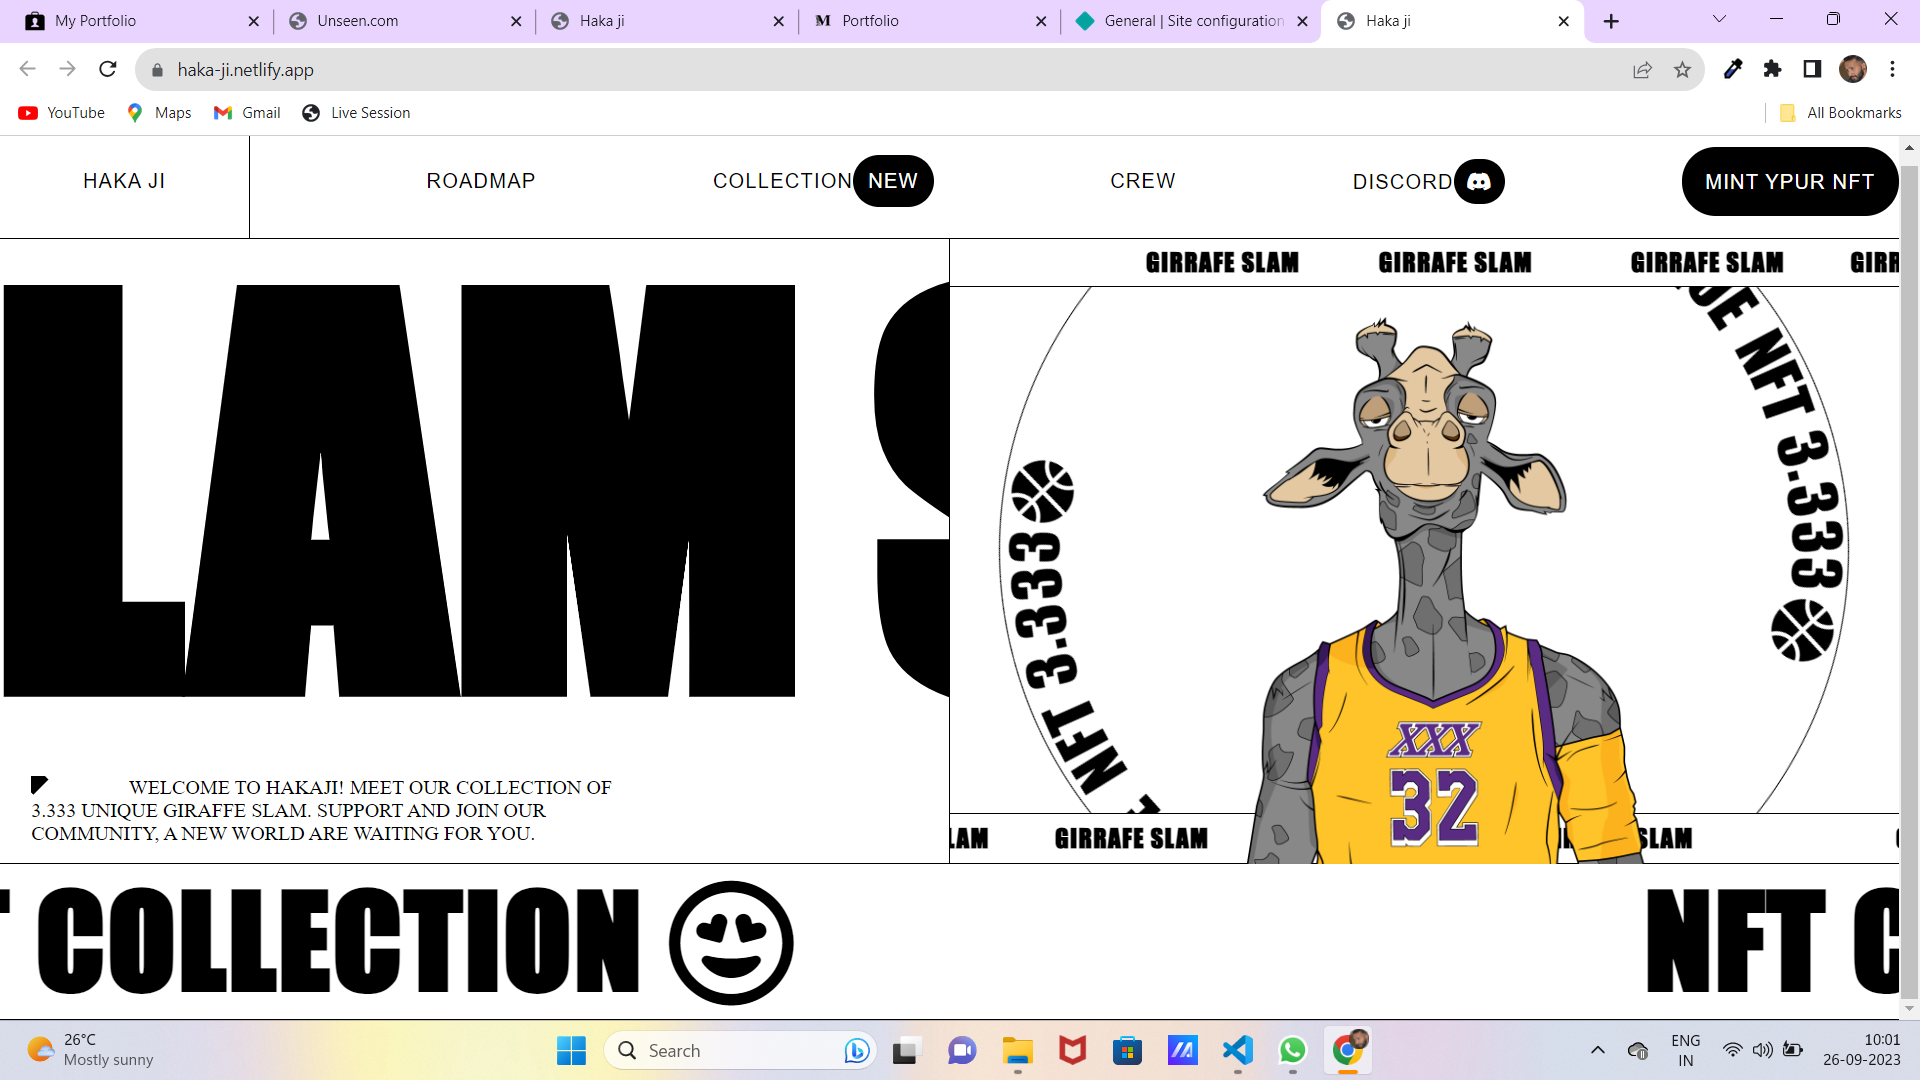 My Portfolio
Unseen.com
Haka ji
Portfolio
General | Site configuration
Haka ji
haka-ji.netlify.app
YouTube
Maps
Gmail
Live Session
All Bookmarks
HAKA JI
ROADMAP
COLLECTION NEW
CREW
DISCORD
MINT YPUR NFT
LAM S
GIRRAFE SLAM GIRRAFE SLAM GIRRAFE SLAM GIRR
UE NFT 3.333
NFT 3.333
XXX
32
WELCOME TO HAKAJI! MEET OUR COLLECTION OF
3.333 UNIQUE GIRAFFE SLAM. SUPPORT AND JOIN OUR
COMMUNITY, A NEW WORLD ARE WAITING FOR YOU.
LAM GIRRAFE SLAM SLAM
T COLLECTION NFT C
26°C
Mostly sunny
Search
ENG
IN
10:01
26-09-2023